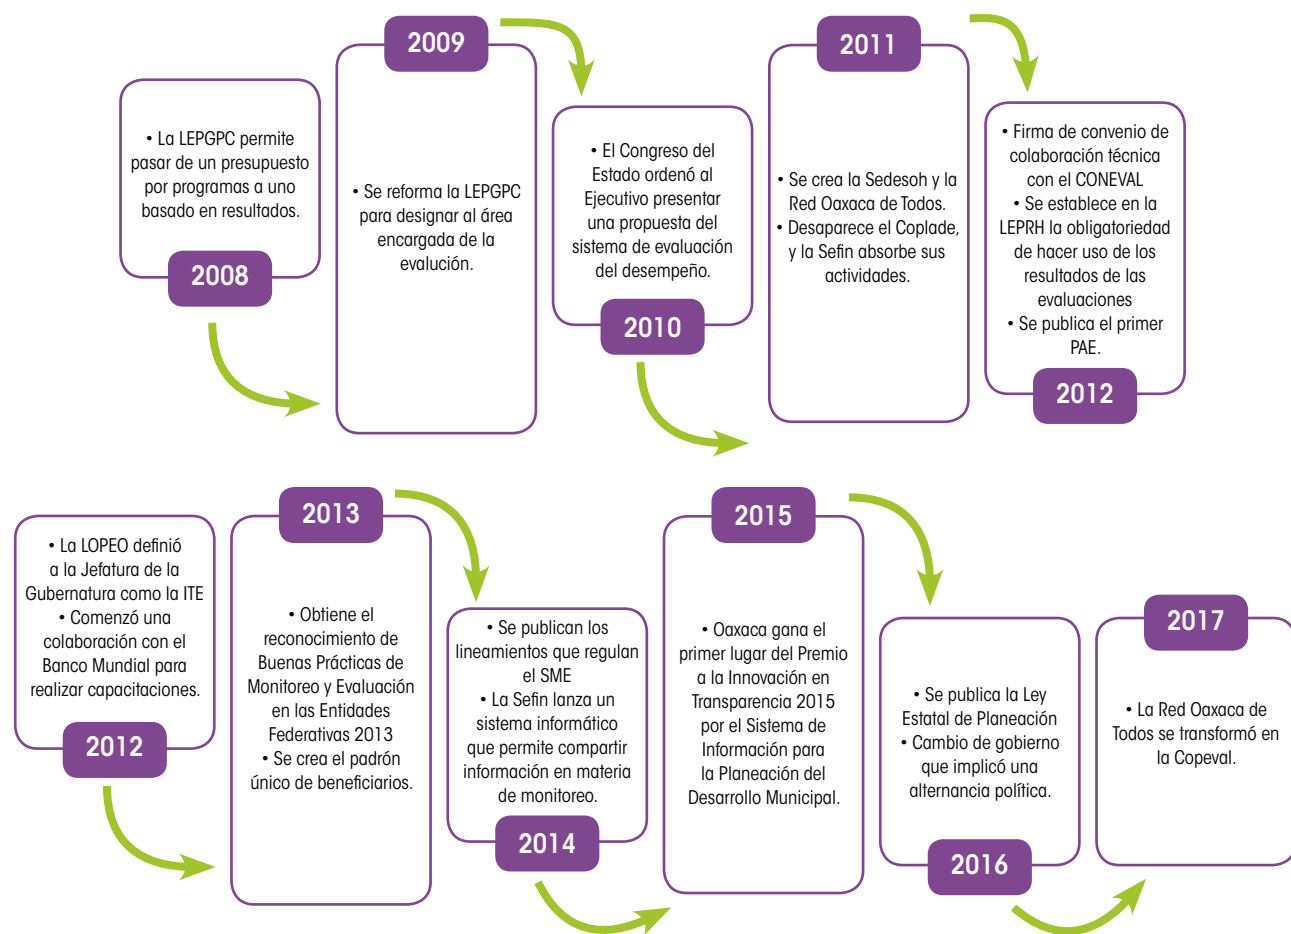 2008
• La LEPGPC permite
pasar de un presupuesto
por programas a uno
basado en resultados.
2009
• Se reforma la LEPGPC
para designar al área
encargada de la
evalución.
2010
• El Congreso del
Estado ordenó al
Ejecutivo presentar
una propuesta del
sistema de evaluación
del desempeño.
2011
• Se crea la Sedesoh y la
Red Oaxaca de Todos.
• Desaparece el Coplade,
y la Sefin absorbe sus
actividades.
2012
• Firma de convenio de
colaboración técnica
con el CONEVAL
• Se establece en la
LEPRH la obligatoriedad
de hacer uso de los
resultados de las
evaluaciones
• Se publica el primer
PAE.
2012
• La LOPEO definió
a la Jefatura de la
Gubernatura como la ITE
• Comenzó una
colaboración con el
Banco Mundial para
realizar capacitaciones.
2013
• Obtiene el
reconocimiento de
Buenas Prácticas de
Monitoreo y Evaluación
en las Entidades
Federativas 2013
• Se crea el padrón
único de beneficiarios.
2014
• Se publican los
lineamientos que regulan
el SME
• La Sefin lanza un
sistema informático
que permite compartir
información en materia
de monitoreo.
2015
• Oaxaca gana el
primer lugar del Premio
a la Innovación en
Transparencia 2015
por el Sistema de
Información para
la Planeación del
Desarrollo Municipal.
2016
• Se publica la Ley
Estatal de Planeación
• Cambio de gobierno
que implicó una
alternancia política.
2017
• La Red Oaxaca de
Todos se transformó en
la Copeval.